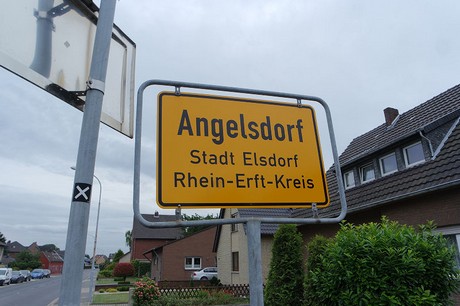 Angelsdorf
Stadt Elsdorf
Rhein-Erft-Kreis